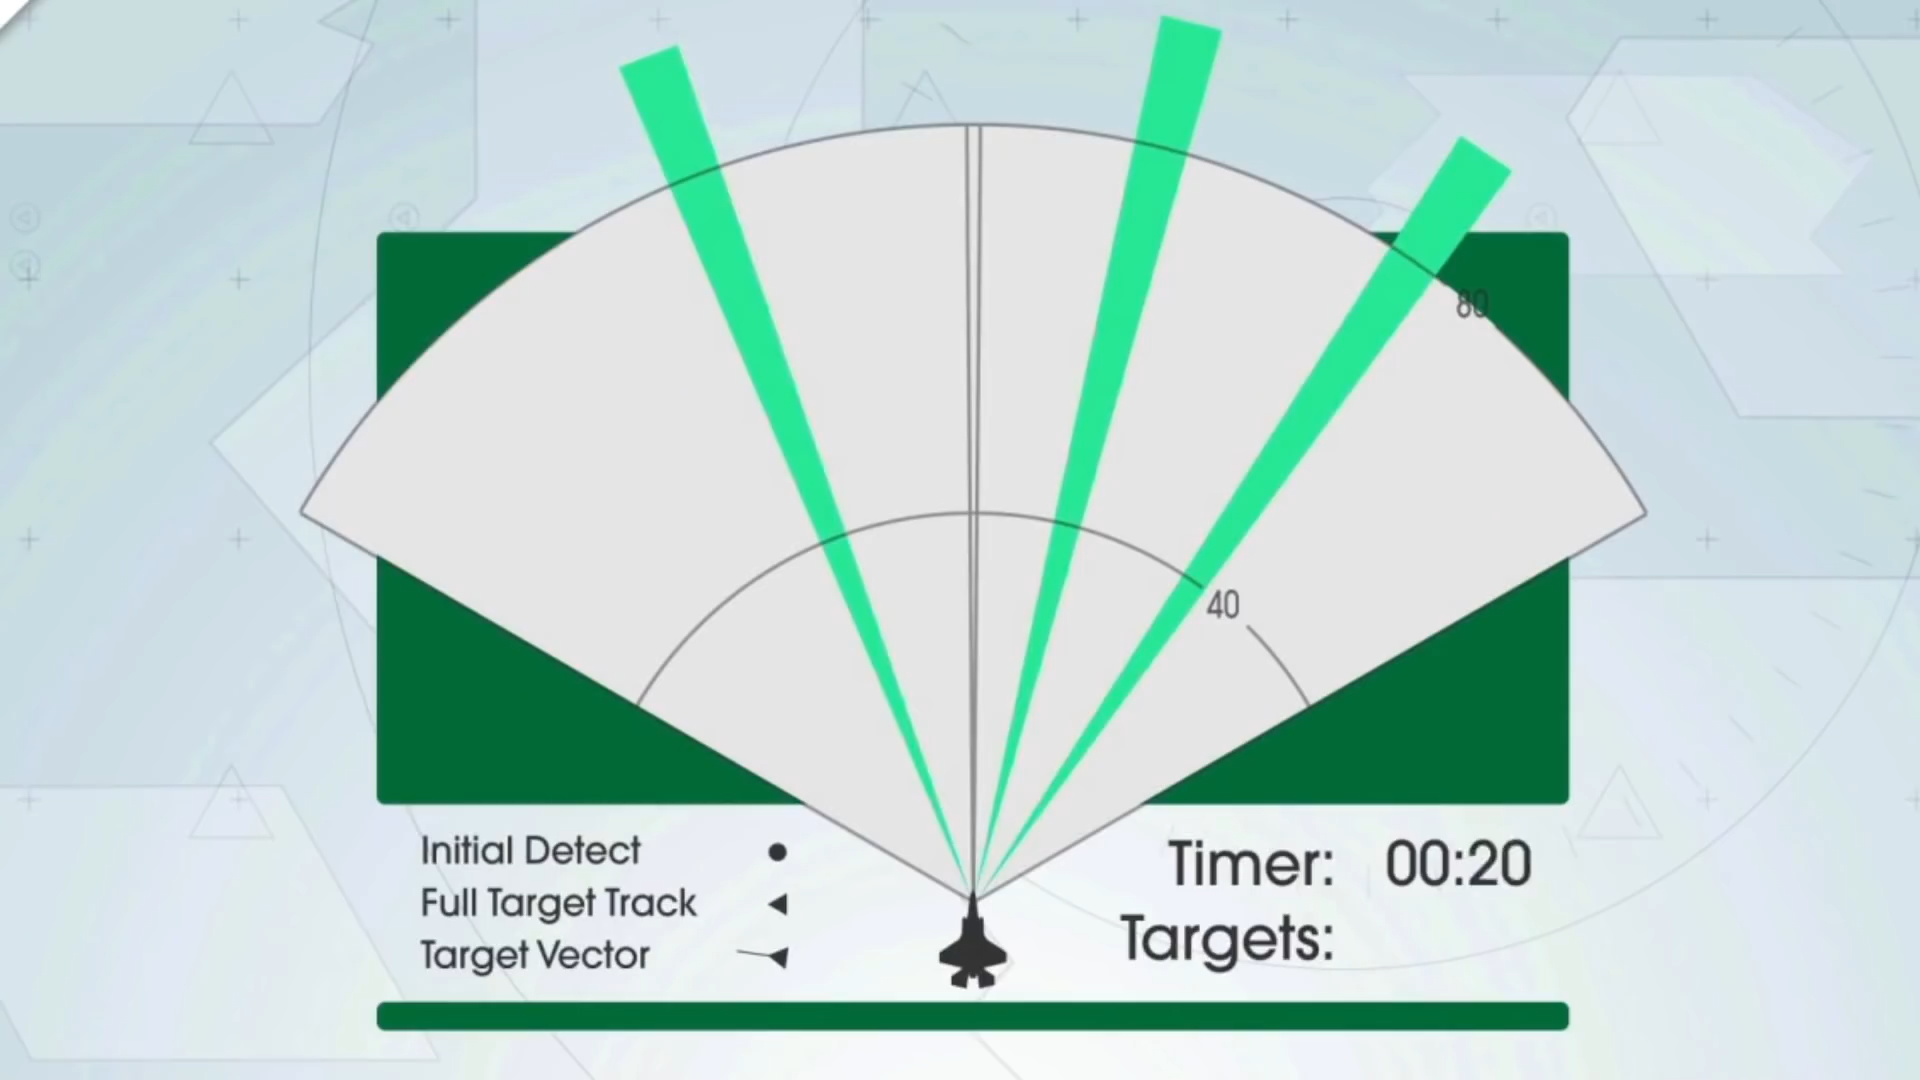 80
40
Initial Detect
Full Target Track
Target Vector
Timer: 00:20
Targets: